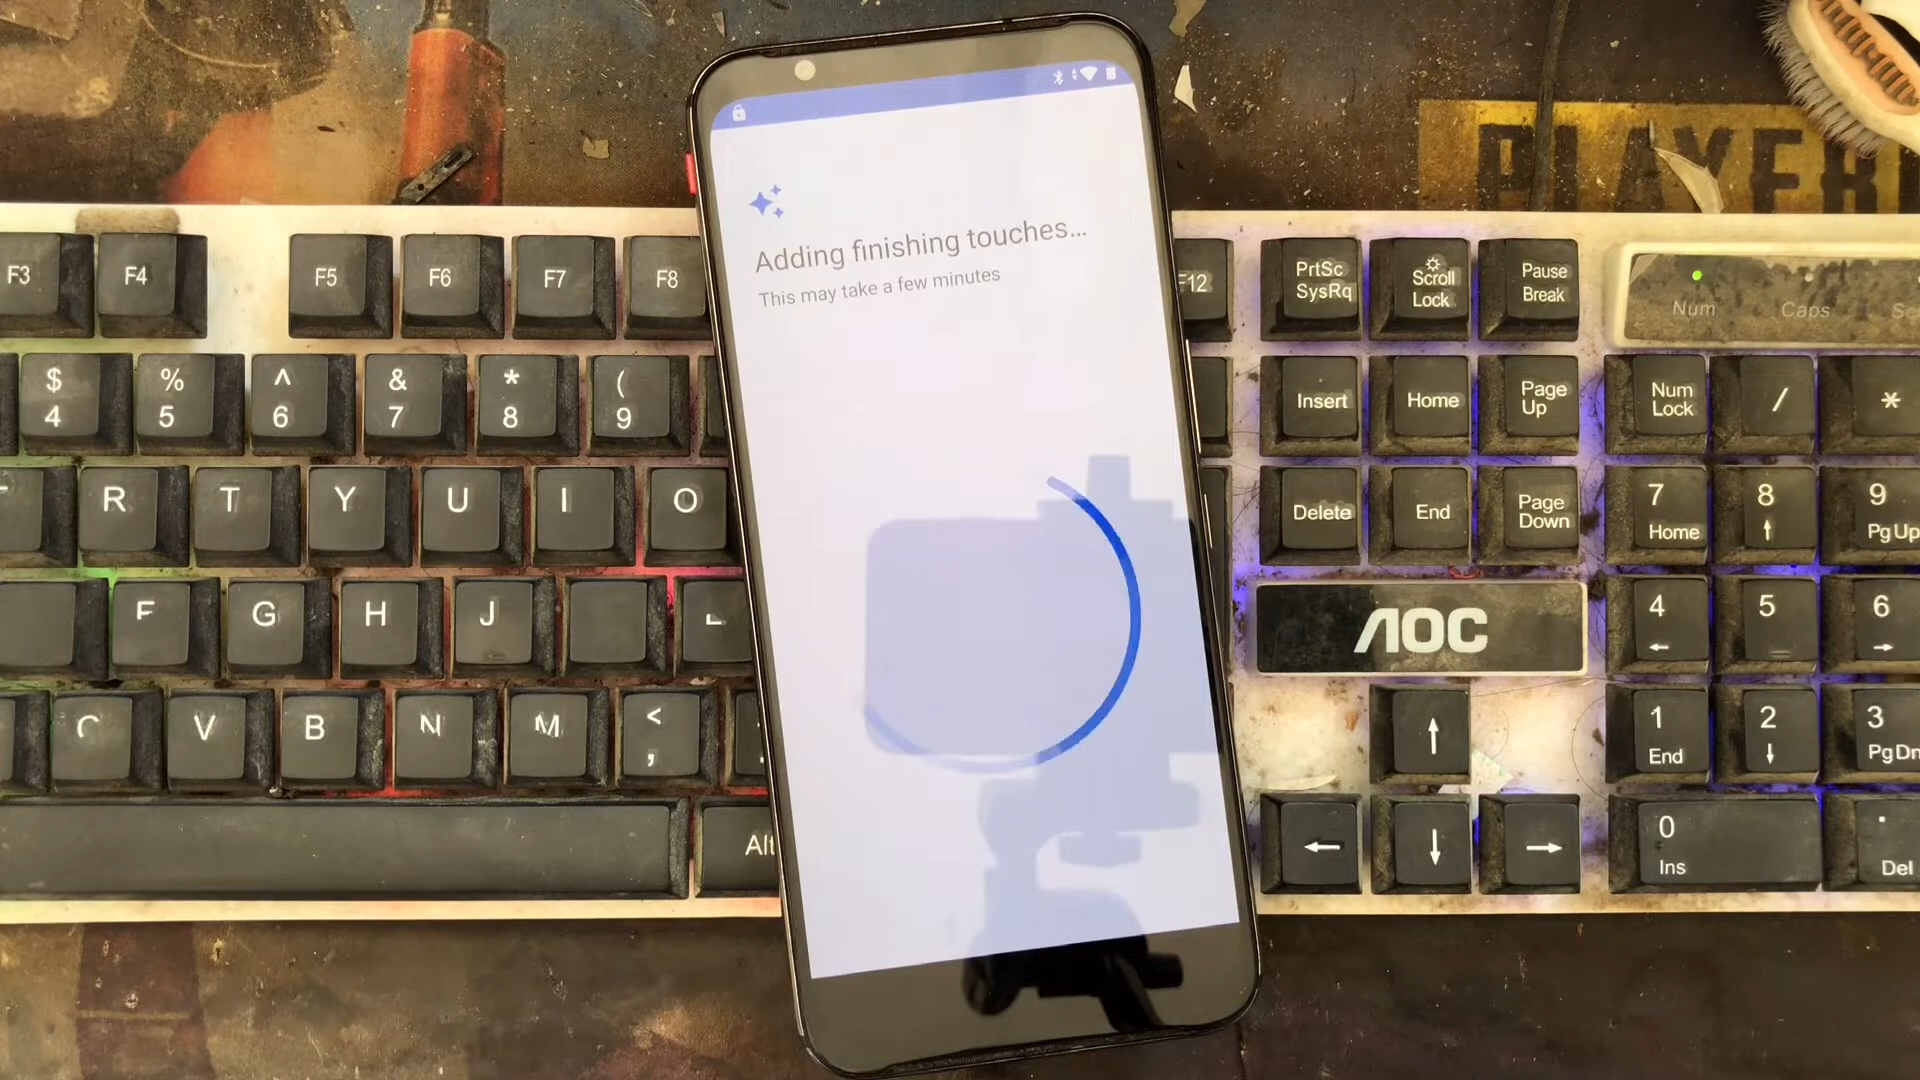 PLAYER
Adding finishing touches...
This may take a few minutes
F3
F4
F5
F6
F7
F8
F12
PrtSc
SysRq
Scroll
Lock
Pause
Break
Num
Caps
$
4
%
5
^
6
&
7
*
8
(
9
Insert
Home
Page
Up
Num
Lock
/
*
R
T
Y
U
I
O
Delete
End
Page
Down
7
Home
8
↑
9
Pg Up
F
G
H
J
AOC
4
←
5
6
→
C
V
B
N
M
<
,
↑
1
End
2
↓
3
Pg Dn
Alt
←
↓
→
0
Ins
.
Del